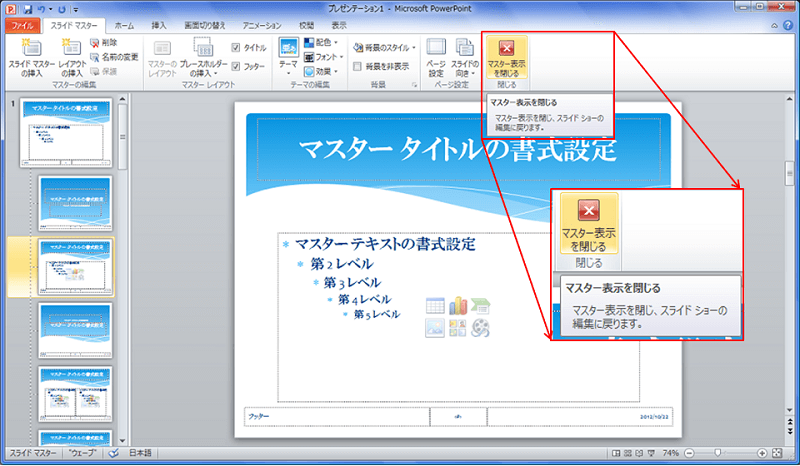 プレゼンテーション1 - Microsoft PowerPoint
ファイル スライド マスター ホーム 挿入 画面切り替え アニメーション 校閲 表示
スライド マスターの挿入
レイアウトの挿入
削除
名前の変更
保護
マスターの編集
マスターのレイアウト
プレースホルダーの挿入
タイトル
フッター
マスター レイアウト
テーマ
配色
フォント
効果
テーマの編集
背景のスタイル
背景を非表示
背景
ページ設定
スライドの向き
ページ設定
マスター表示
を閉じる
閉じる
マスター表示を閉じる
マスター表示を閉じ、スライド ショーの
編集に戻ります。
1
マスター タイトルの書式設定
マスター タイトルの書式設定
マスター テキストの書式設定
第2レベル
第3レベル
第4レベル
第5レベル
フッター
‹#›
2012/10/22
マスター表示
を閉じる
閉じる
マスター表示を閉じる
マスター表示を閉じ、スライド ショーの
編集に戻ります。
スライド マスター "ウェーブ" 日本語 74%